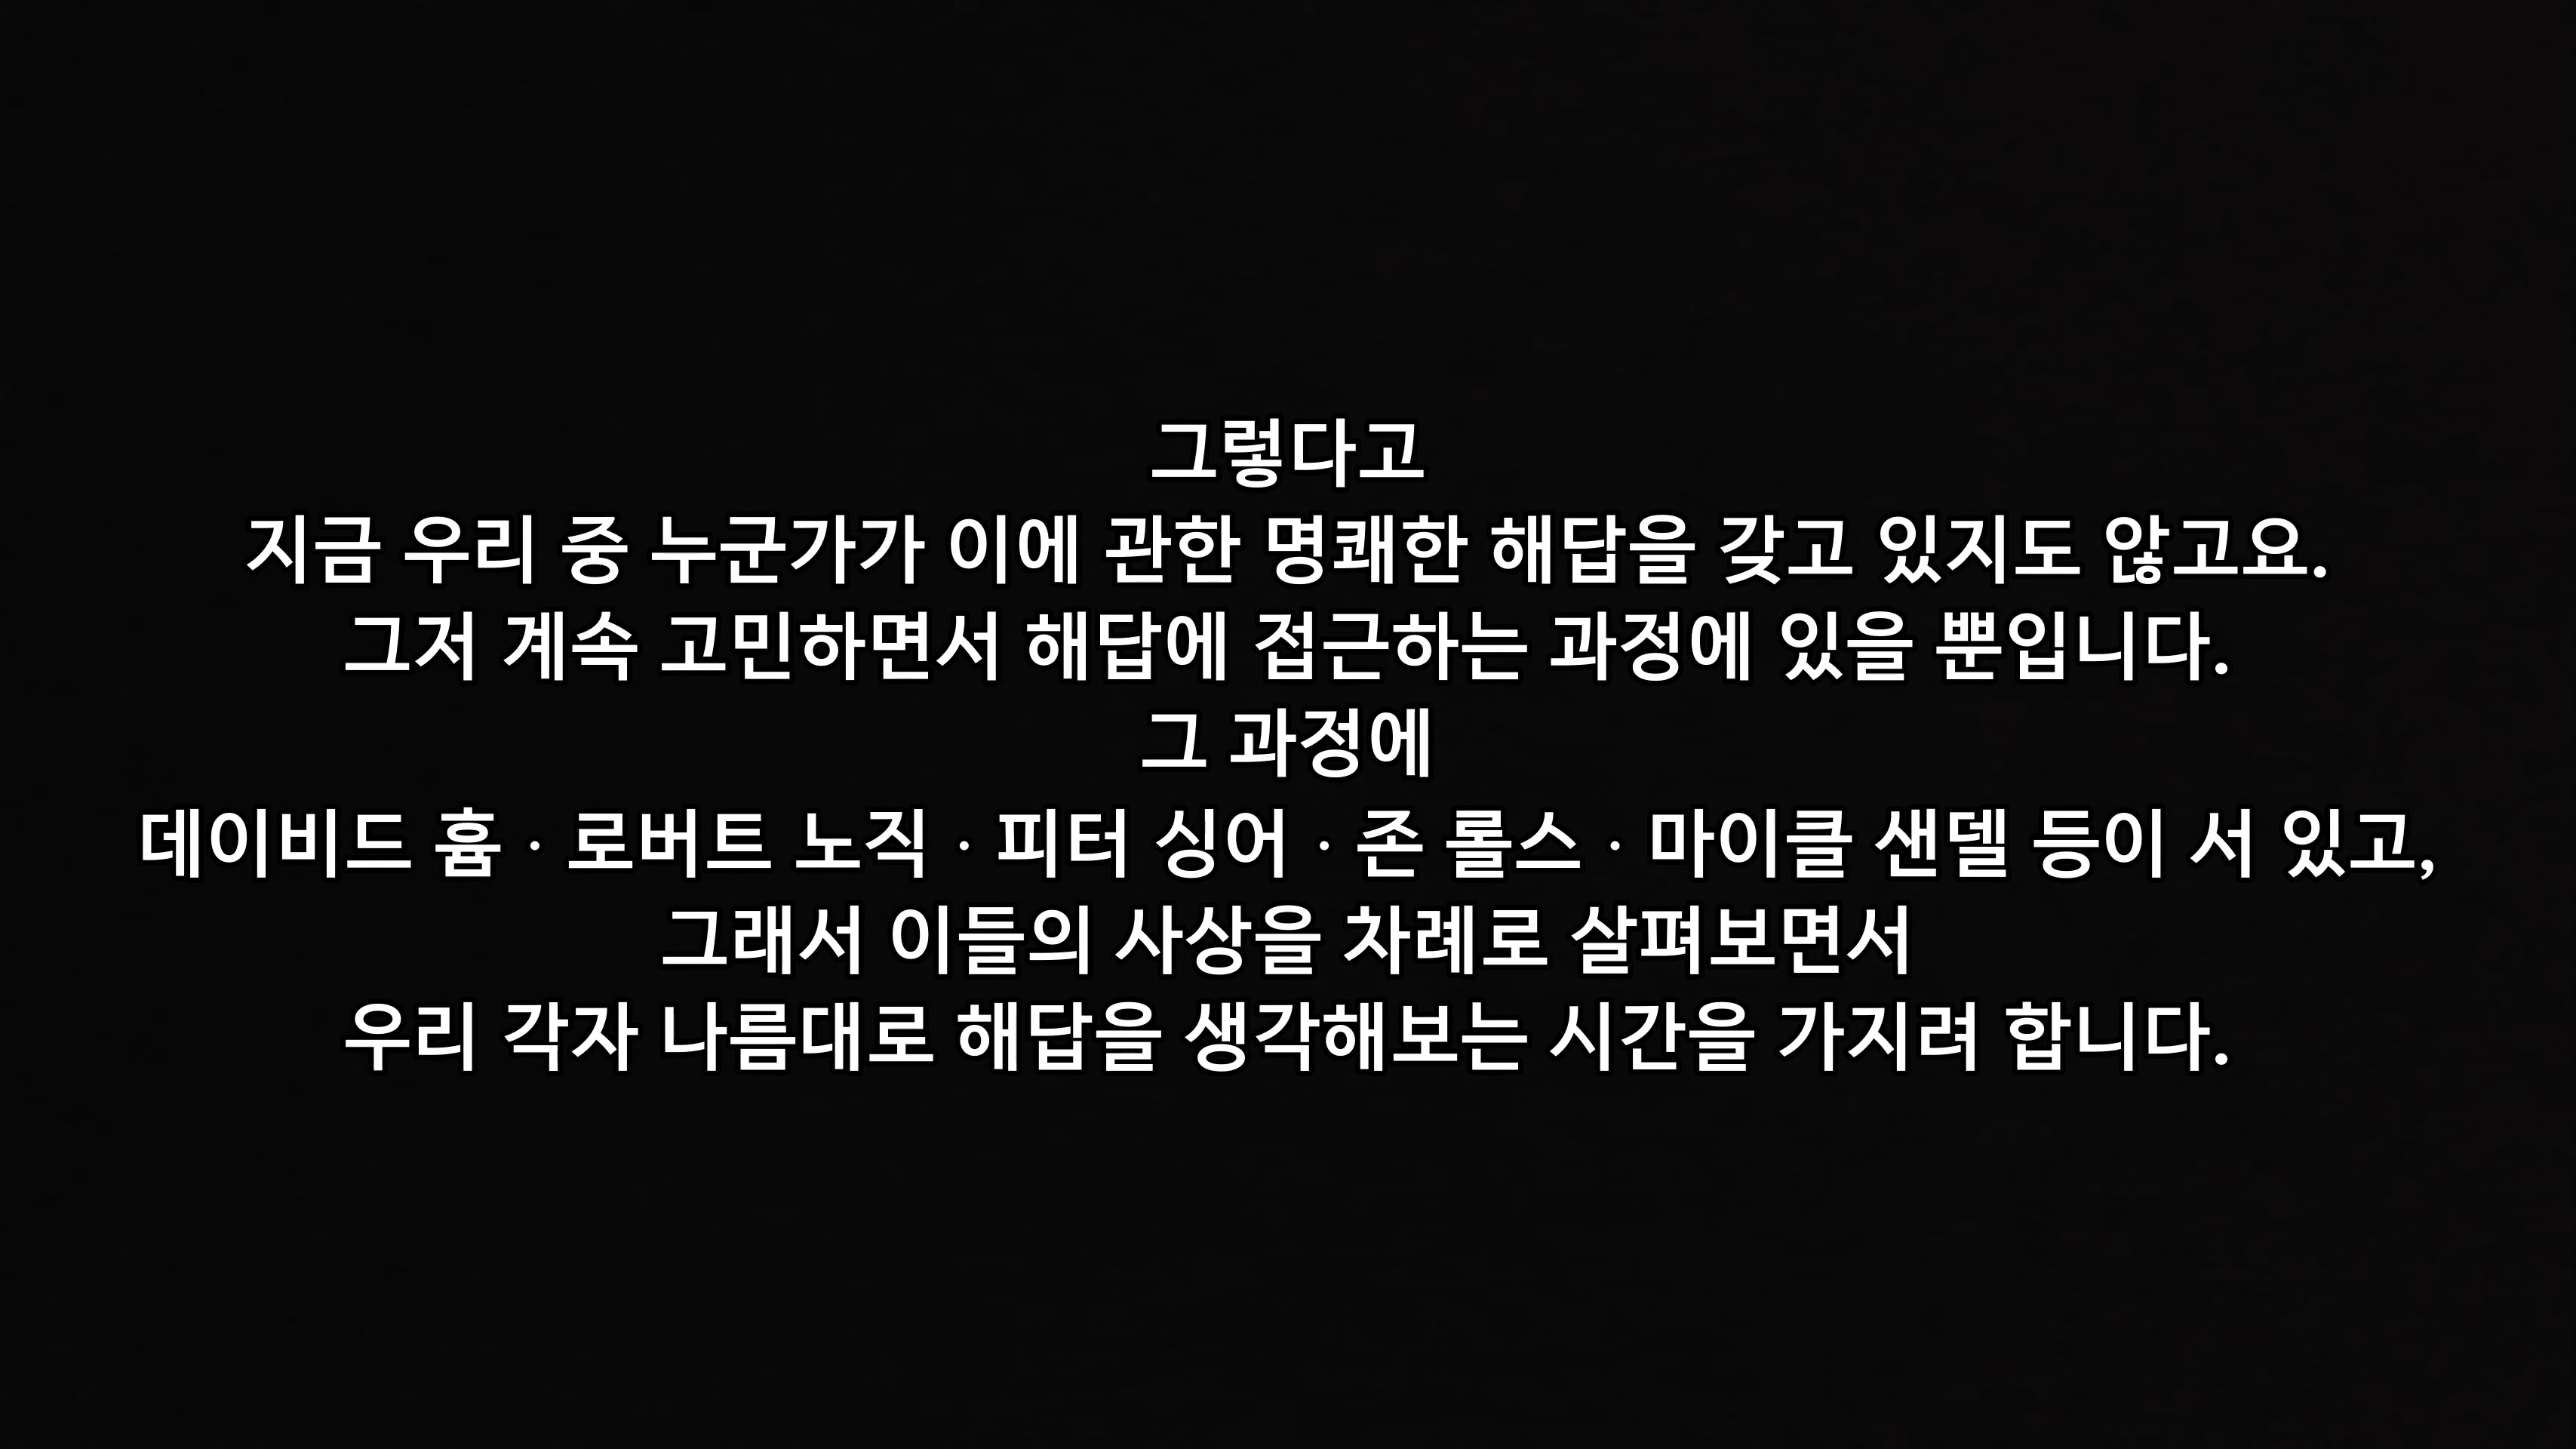 그렇다고
지금 우리 중 누군가가 이에 관한 명쾌한 해답을 갖고 있지도 않고요.
그저 계속 고민하면서 해답에 접근하는 과정에 있을 뿐입니다.
그 과정에
데이비드 흄 · 로버트 노직 · 피터 싱어 · 존 롤스 · 마이클 샌델 등이 서 있고,
그래서 이들의 사상을 차례로 살펴보면서
우리 각자 나름대로 해답을 생각해보는 시간을 가지려 합니다.